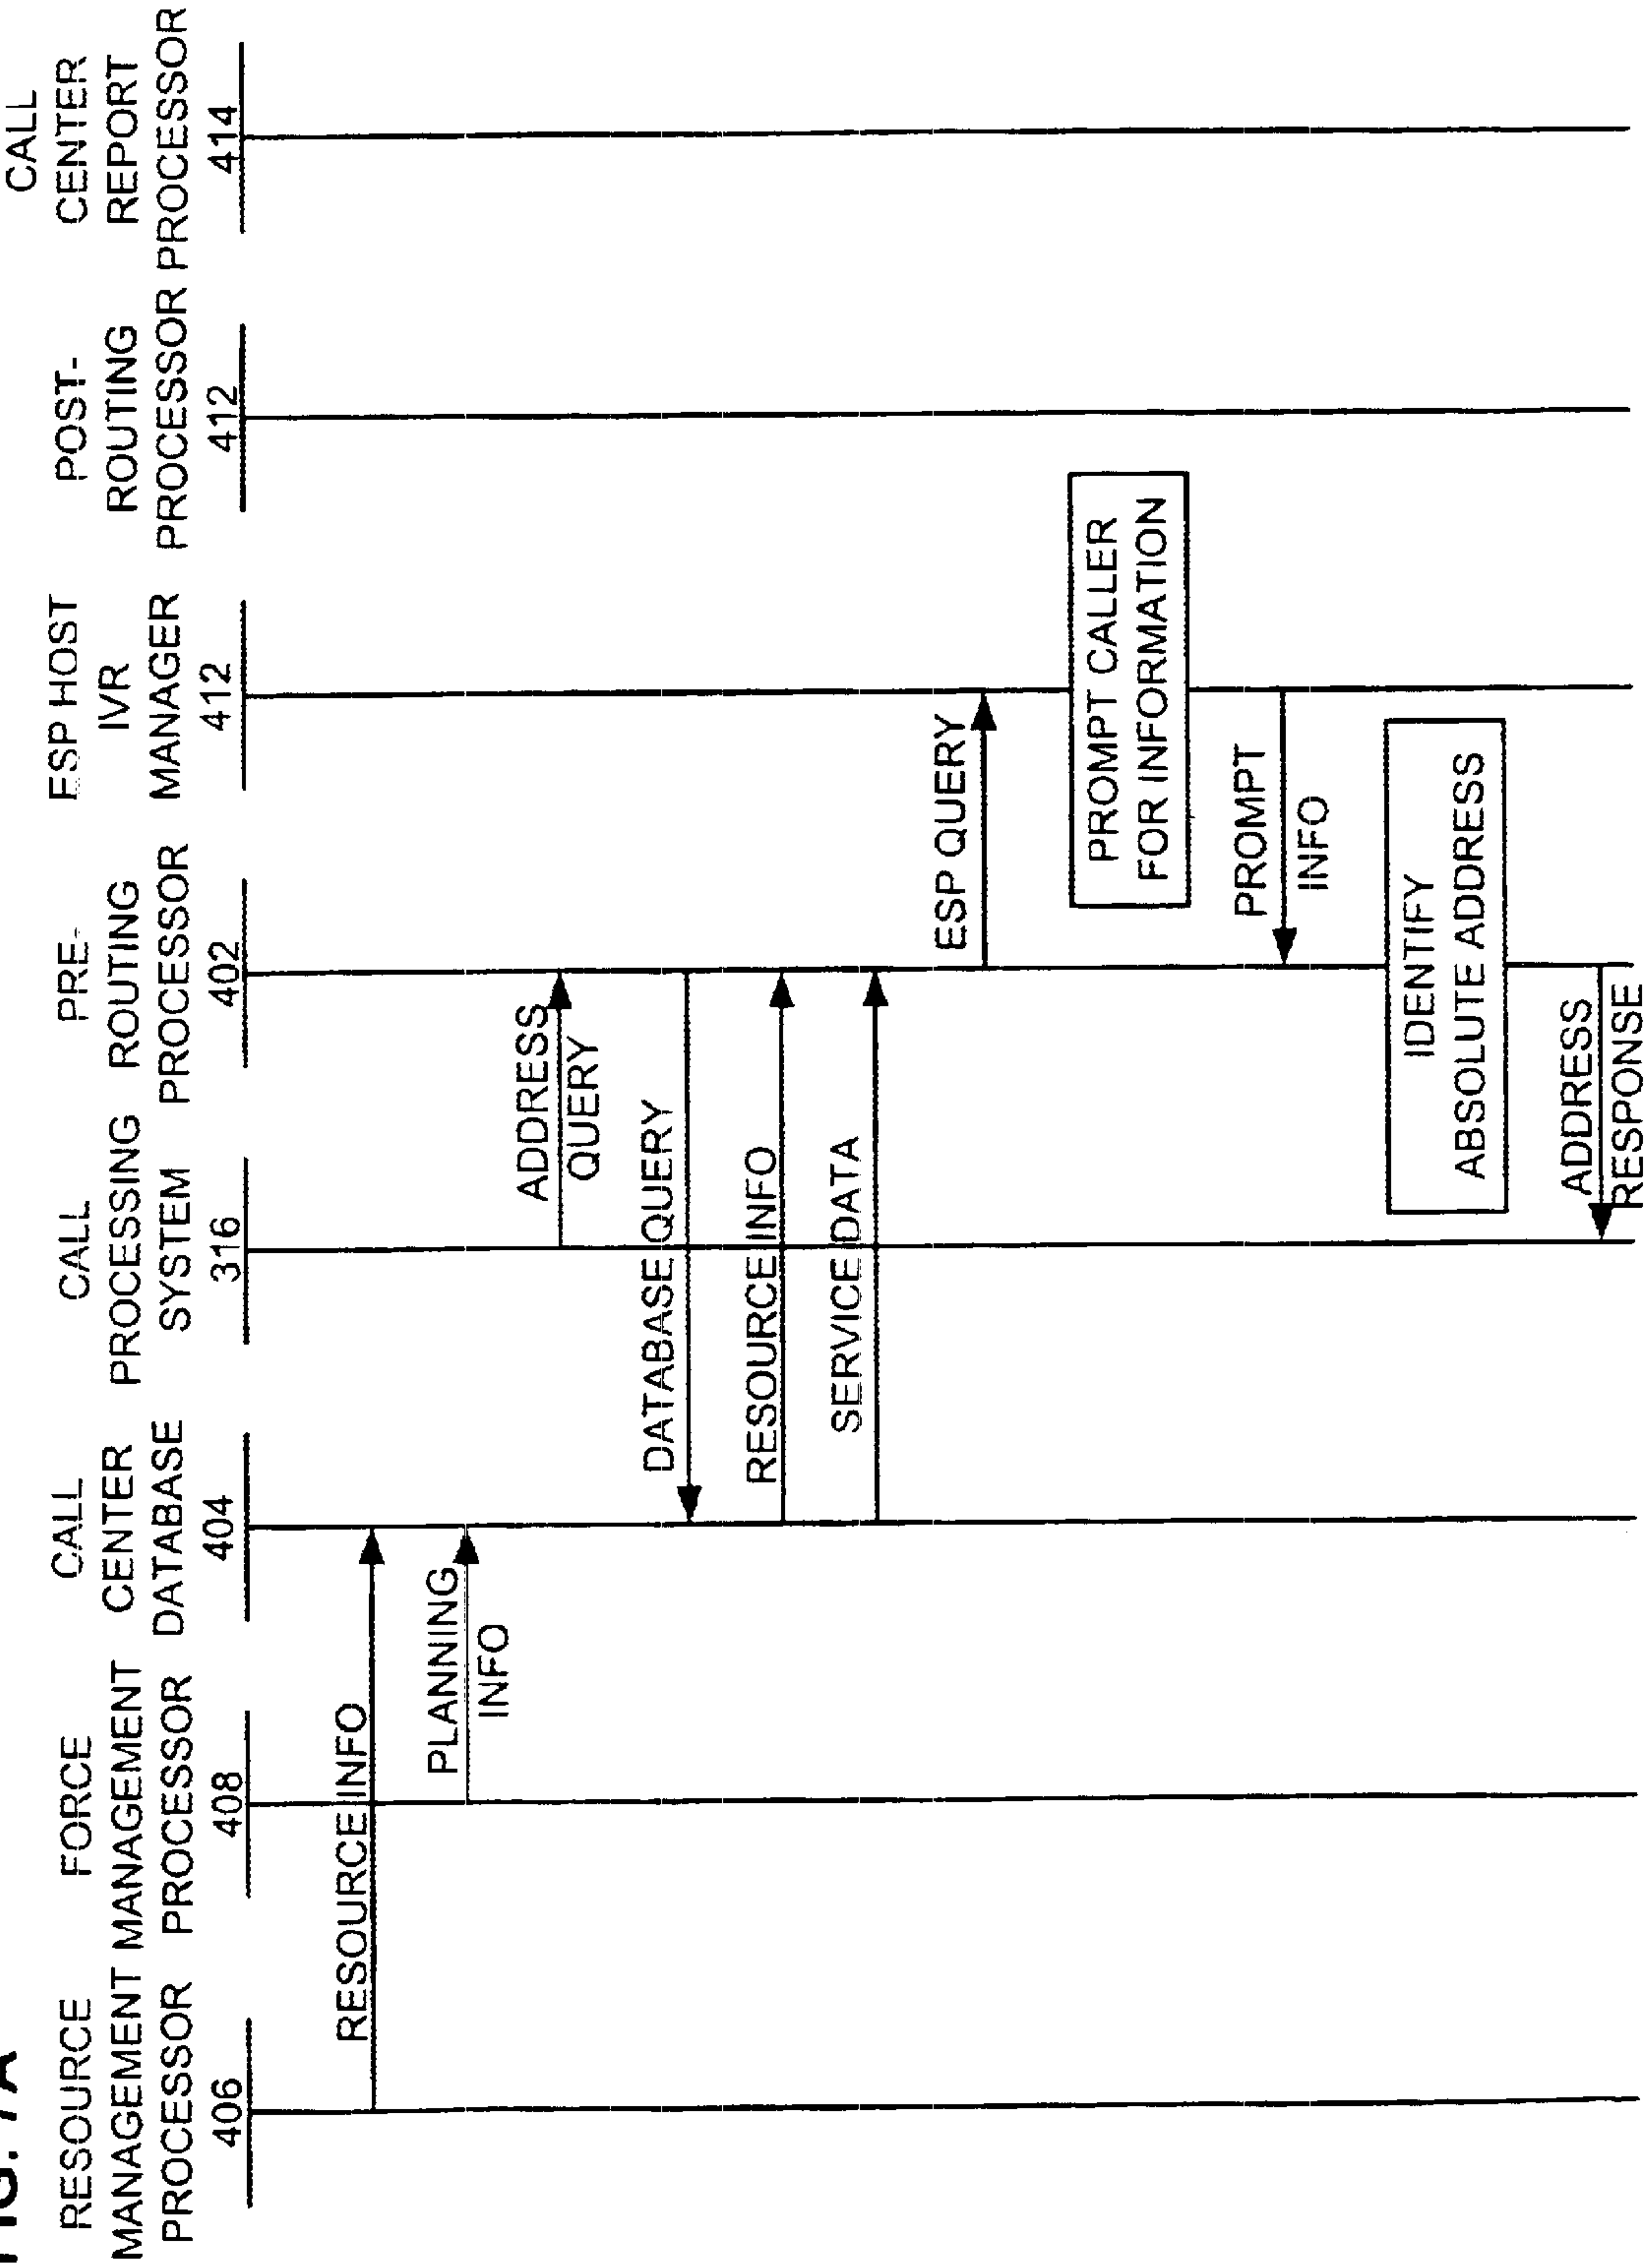 FIG. 7A
RESOURCE
MANAGEMENT
PROCESSOR
406
FORCE
MANAGEMENT
PROCESSOR
408
CALL
CENTER
DATABASE
404
CALL
PROCESSING
SYSTEM
316
PRE-
ROUTING
PROCESSOR
402
ESP HOST
IVR
MANAGER
412
POST-
ROUTING
PROCESSOR
412
CALL
CENTER
REPORT
PROCESSOR
414
RESOURCE INFO
PLANNING
INFO
ADDRESS
QUERY
DATABASE QUERY
RESOURCE INFO
SERVICE DATA
ESP QUERY
PROMPT CALLER
FOR INFORMATION
PROMPT
INFO
IDENTIFY
ABSOLUTE ADDRESS
ADDRESS
RESPONSE